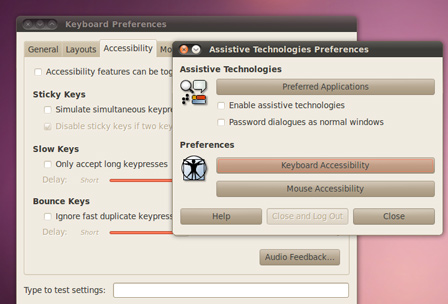 Keyboard Preferences
General Layouts Accessibility Mo
Accessibility features can be tog
Sticky Keys
Simulate simultaneous keypre
Disable sticky keys if two key
Slow Keys
Only accept long keypresses
Delay: Short
Bounce Keys
Ignore fast duplicate keypress
Delay: Short
Audio Feedback...
Type to test settings:
Assistive Technologies Preferences
Assistive Technologies
Preferred Applications
Enable assistive technologies
Password dialogues as normal windows
Preferences
Keyboard Accessibility
Mouse Accessibility
Help Close and Log Out Close